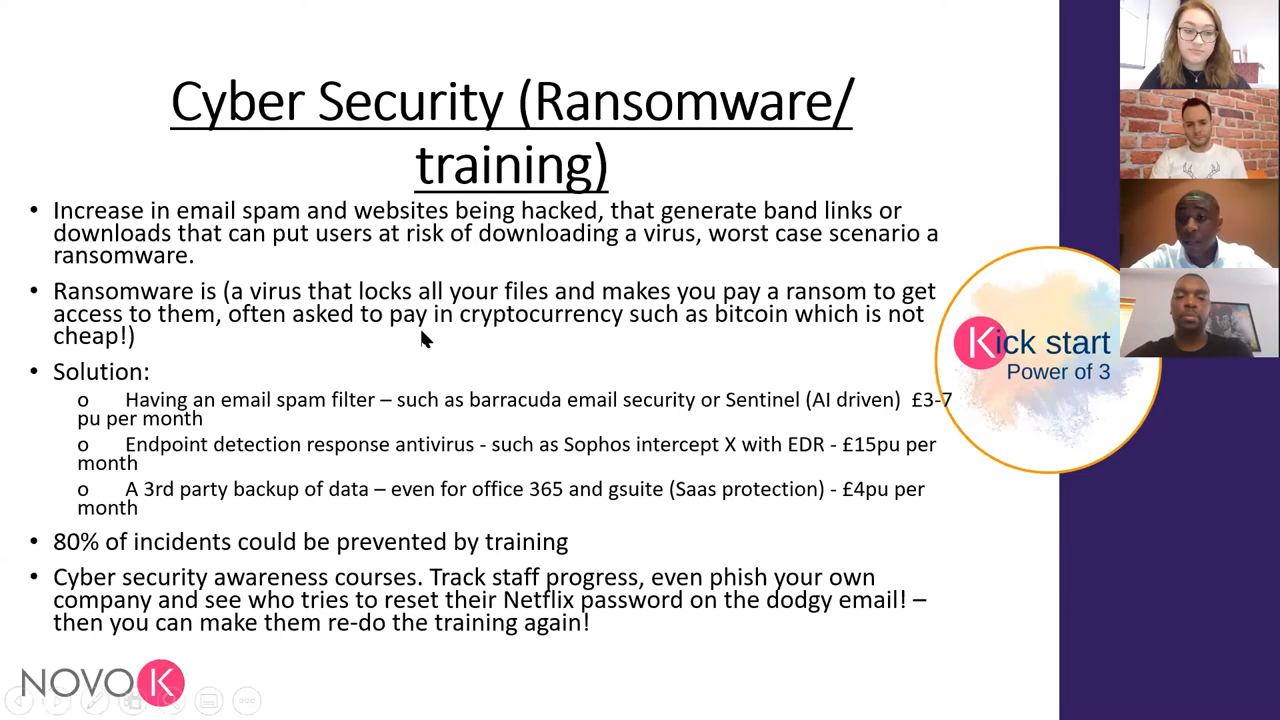 Cyber Security (Ransomware/
training)
• Increase in email spam and websites being hacked, that generate band links or
downloads that can put users at risk of downloading a virus, worst case scenario a
ransomware.
• Ransomware is (a virus that locks all your files and makes you pay a ransom to get
access to them, often asked to pay in cryptocurrency such as bitcoin which is not
cheap!)
• Solution:
o Having an email spam filter – such as barracuda email security or Sentinel (AI driven) £3-7
pu per month
o Endpoint detection response antivirus - such as Sophos intercept X with EDR - £15pu per
month
o A 3rd party backup of data – even for office 365 and gsuite (Saas protection) - £4pu per
month
• 80% of incidents could be prevented by training
• Cyber security awareness courses. Track staff progress, even phish your own
company and see who tries to reset their Netflix password on the dodgy email! –
then you can make them re-do the training again!
Kick start
Power of 3
NOVO K